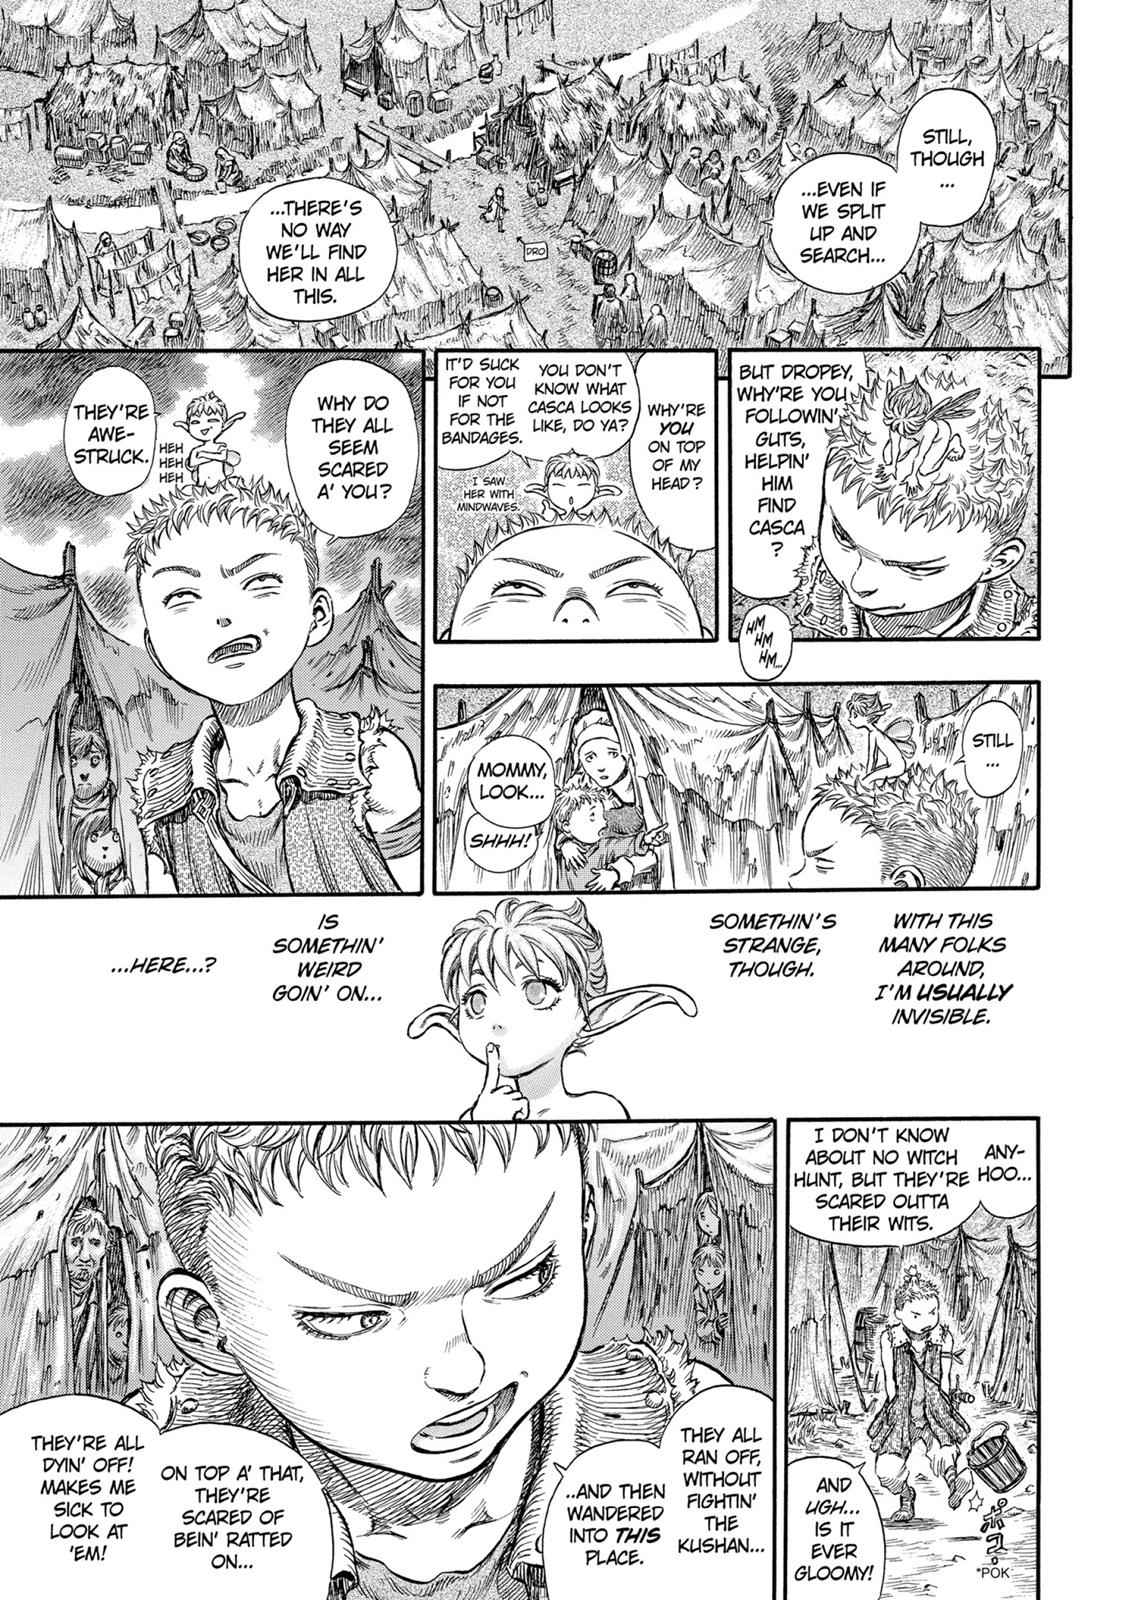 STILL,
THOUGH
...
...EVEN IF
WE SPLIT
UP AND
SEARCH...
DRO
...THERE'S
NO WAY
WE'LL FIND
HER IN ALL
THIS.
BUT DROPEY,
WHY'RE YOU
FOLLOWIN'
GUTS,
HELPIN'
HIM
FIND
CASCA
?
HM
HM
HM...
WHY'RE
YOU
ON TOP
OF MY
HEAD?
YOU DON'T
KNOW WHAT
CASCA LOOKS
LIKE, DO YA?
IT'D SUCK
FOR YOU
IF NOT
FOR THE
BANDAGES.
I SAW
HER WITH
MINDWAVES.
WHY DO
THEY ALL
SEEM
SCARED
A' YOU?
HEH
HEH
HEH
THEY'RE
AWE-
STRUCK.
STILL
...
MOMMY,
LOOK...
SHHH!
WITH THIS
MANY FOLKS
AROUND,
I'M USUALLY
INVISIBLE.
SOMETHIN'S
STRANGE,
THOUGH.
IS
SOMETHIN'
WEIRD
GOIN' ON...
...HERE...?
ANY-
HOO...
I DON'T KNOW
ABOUT NO WITCH
HUNT, BUT THEY'RE
SCARED OUTTA
THEIR WITS.
AND
UGH...
IS IT
EVER
GLOOMY!
ポコ
*POK
THEY ALL
RAN OFF,
WITHOUT
FIGHTIN'
THE
KUSHAN...
..AND THEN
WANDERED
INTO THIS
PLACE.
ON TOP A' THAT,
THEY'RE
SCARED OF
BEIN' RATTED
ON...
THEY'RE ALL
DYIN' OFF!
MAKES ME
SICK TO
LOOK AT
'EM!